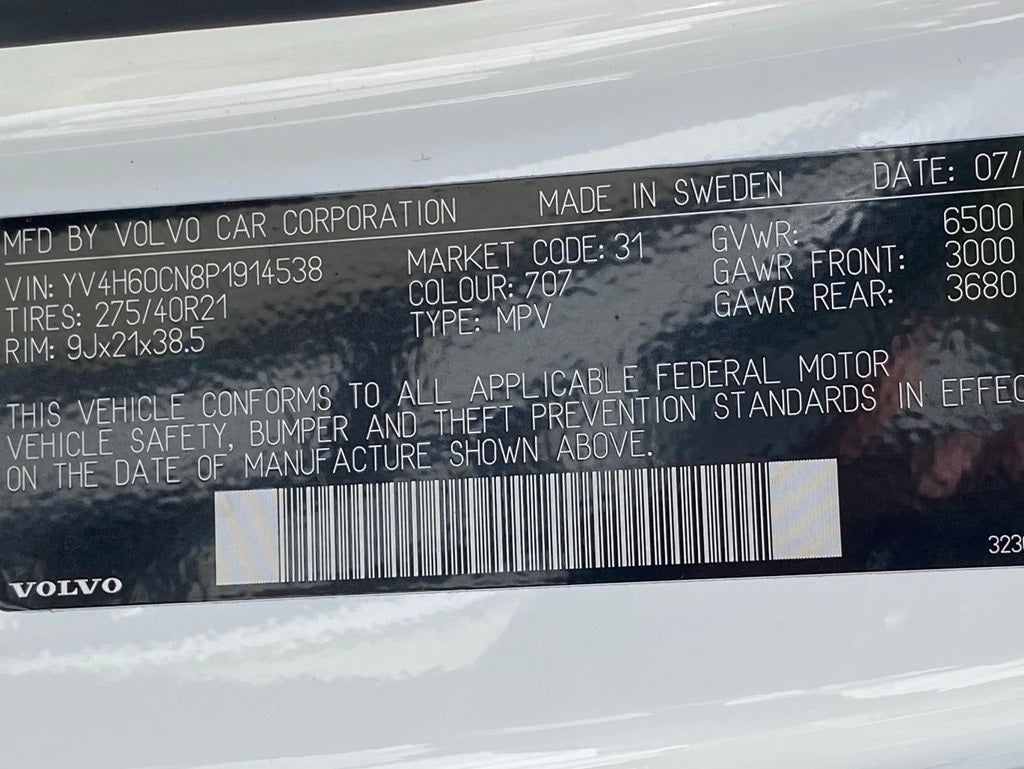 MFD BY VOLVO CAR CORPORATION MADE IN SWEDEN DATE: 07/
VIN: YV4H60CN8P1914538 MARKET CODE: 31 GVWR: 6500
TIRES: 275/40R21 COLOUR: 707 GAWR FRONT: 3000
RIM: 9Jx21x38.5 TYPE: MPV GAWR REAR: 3680
THIS VEHICLE CONFORMS TO ALL APPLICABLE FEDERAL MOTOR
VEHICLE SAFETY, BUMPER AND THEFT PREVENTION STANDARDS IN EFFEC
ON THE DATE OF MANUFACTURE SHOWN ABOVE.
VOLVO
323